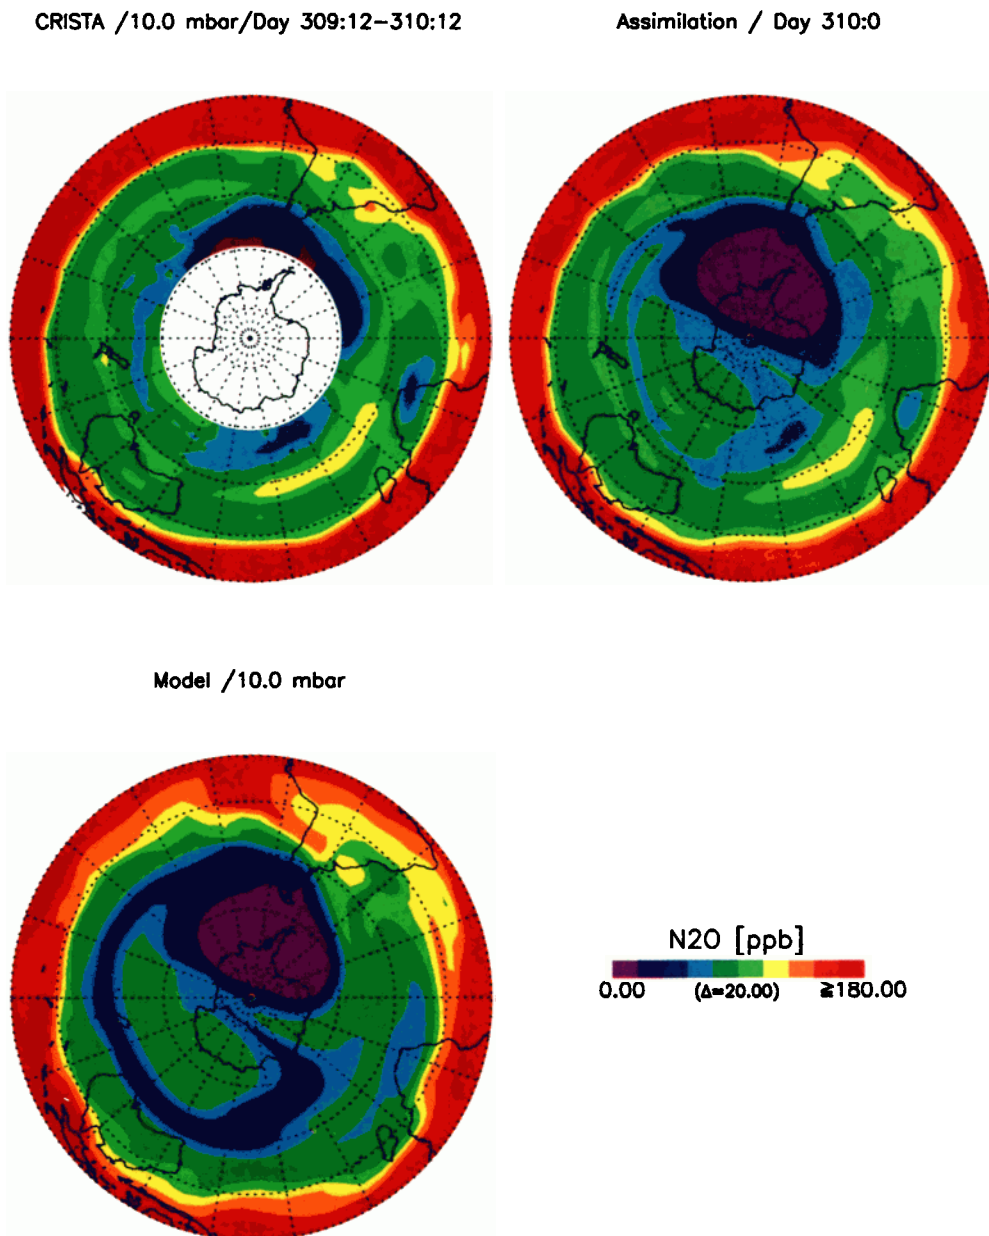 CRISTA /10.0 mbar/Day 309:12-310:12
Assimilation / Day 310:0
Model /10.0 mbar
N2O [ppb]
0.00 (Δ=20.00) ≥180.00